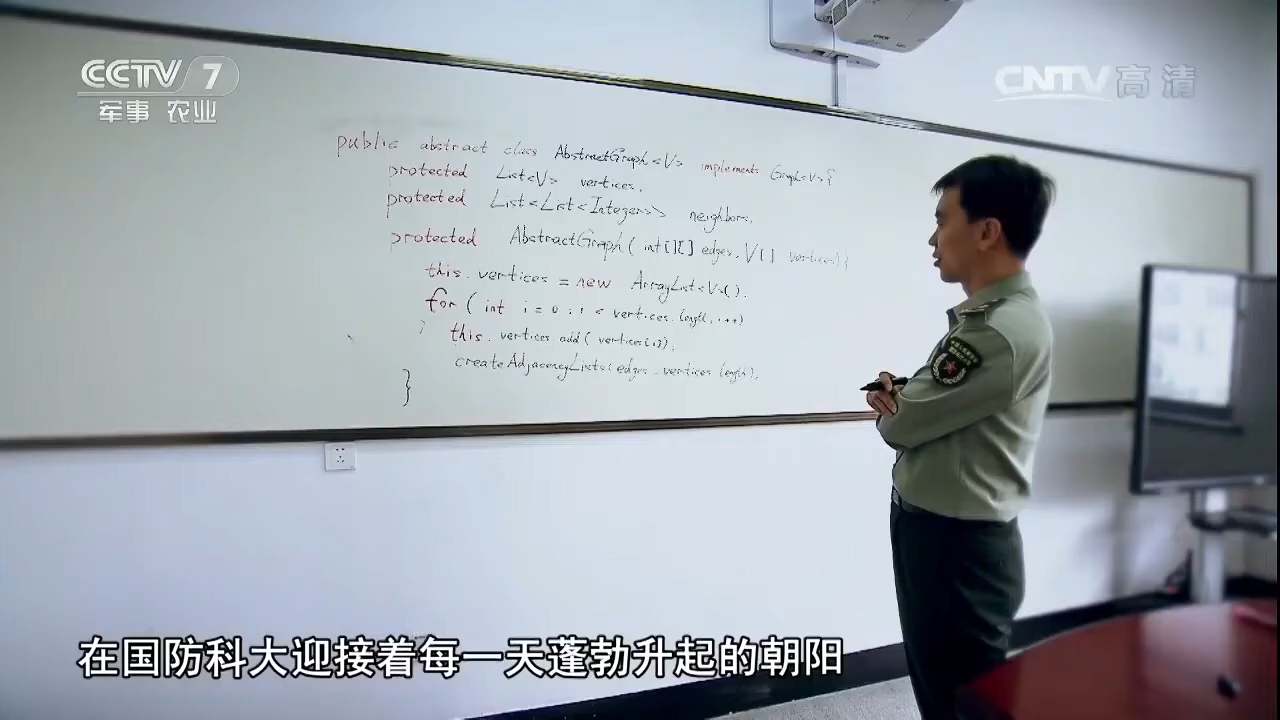 CCTV 7
军事 农业
CNTV 高清
public abstract class AbstractGraph<V> implements Graph<V>{
protected List<V> vertices.
protected List<List<Integer>> neighbors.
protected AbstractGraph( int[][] edges. V[] vertices){
this. vertices = new ArrayList<V>().
for ( int i = 0 ; i < vertices. length. i++)
this. vertices. add( vertices[i]).
createAdjacencyLists( edges. vertices length).
}
在国防科大迎接着每一天蓬勃升起的朝阳